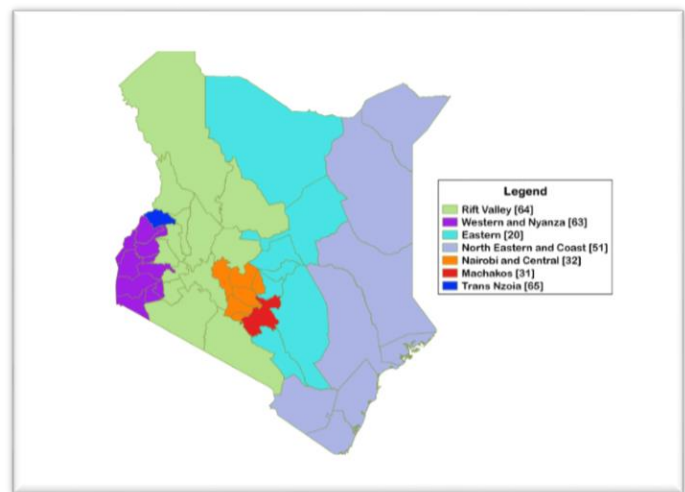 Legend
Rift Valley [64]
Western and Nyanza [63]
Eastern [20]
North Eastern and Coast [51]
Nairobi and Central [32]
Machakos [31]
Trans Nzoia [65]